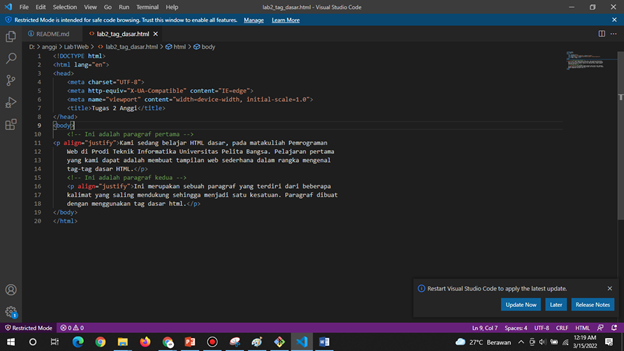 File Edit Selection View Go Run Terminal Help
lab2_tag_dasar.html - Visual Studio Code
Restricted Mode is intended for safe code browsing. Trust this window to enable all features. Manage Learn More
README.md
lab2_tag_dasar.html
D: > anggi > Lab1Web > lab2_tag_dasar.html > html > body
1 <!DOCTYPE html>
2 <html lang="en">
3 <head>
4 <meta charset="UTF-8">
5 <meta http-equiv="X-UA-Compatible" content="IE=edge">
6 <meta name="viewport" content="width=device-width, initial-scale=1.0">
7 <title>Tugas 2 Anggi</title>
8 </head>
9 <body>
10 <!-- Ini adalah paragraf pertama -->
11 <p align="justify">Kami sedang belajar HTML dasar, pada matakuliah Pemrograman
12 Web di Prodi Teknik Informatika Universitas Pelita Bangsa. Pelajaran pertama
13 yang kami dapat adalah membuat tampilan web sederhana dalam rangka mengenal
14 tag-tag dasar HTML.</p>
15 <!-- Ini adalah paragraf kedua -->
16 <p align="justify">Ini merupakan sebuah paragraf yang terdiri dari beberapa
17 kalimat yang saling mendukung sehingga menjadi satu kesatuan. Paragraf dibuat
18 dengan menggunakan tag dasar html.</p>
19 </body>
20 </html>
Restart Visual Studio Code to apply the latest update.
Update Now Later Release Notes
Restricted Mode 0 0
Ln 9, Col 7 Spaces: 4 UTF-8 CRLF HTML
27°C Berawan
12:19 AM
3/15/2022